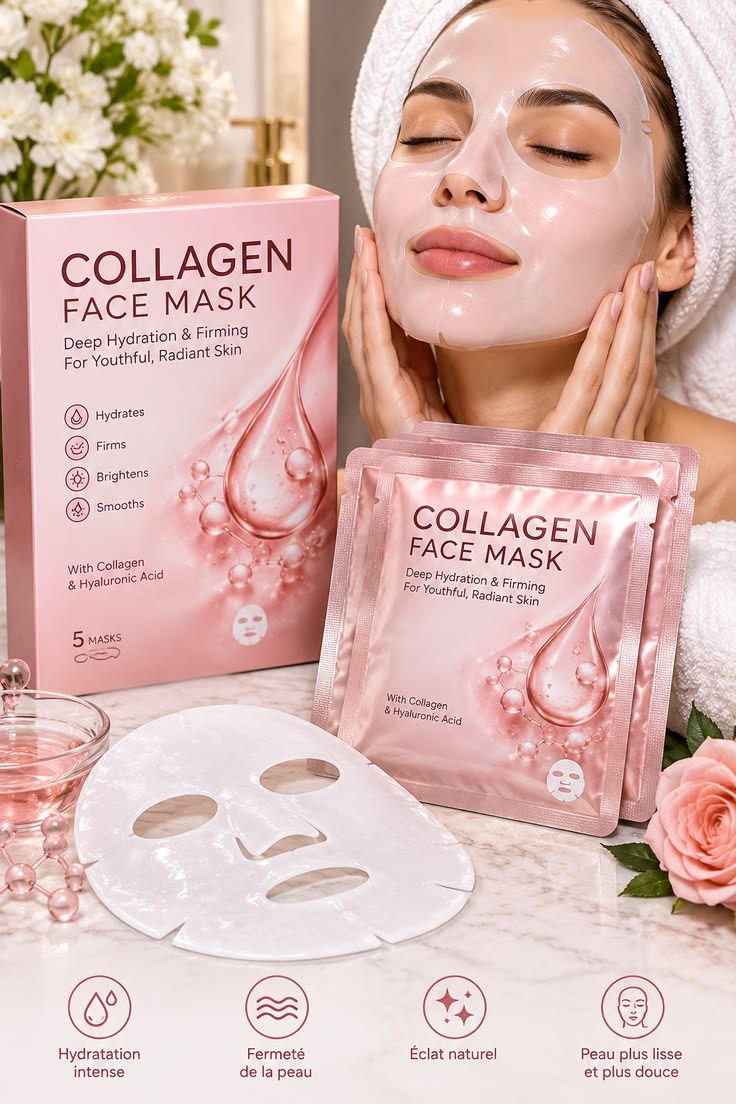 COLLAGEN
FACE MASK
Deep Hydration & Firming
For Youthful, Radiant Skin
Hydrates
Firms
Brightens
Smooths
With Collagen
& Hyaluronic Acid
5 MASKS
COLLAGEN
FACE MASK
Deep Hydration & Firming
For Youthful, Radiant Skin
With Collagen
& Hyaluronic Acid
Hydratation
intense
Fermeté
de la peau
Éclat naturel
Peau plus lisse
et plus douce